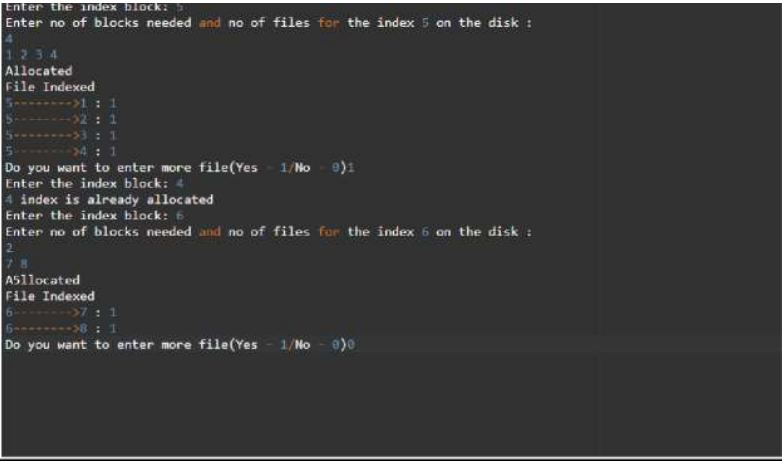 Enter the index block: 5
Enter no of blocks needed and no of files for the index 5 on the disk :
4
1 2 3 4
Allocated
File Indexed
5-------->1 : 1
5-------->2 : 1
5-------->3 : 1
5-------->4 : 1
Do you want to enter more file(Yes - 1/No - 0)1
Enter the index block: 4
4 index is already allocated
Enter the index block: 6
Enter no of blocks needed and no of files for the index 6 on the disk :
2
7 8
A5llocated
File Indexed
6-------->7 : 1
6-------->8 : 1
Do you want to enter more file(Yes - 1/No - 0)0